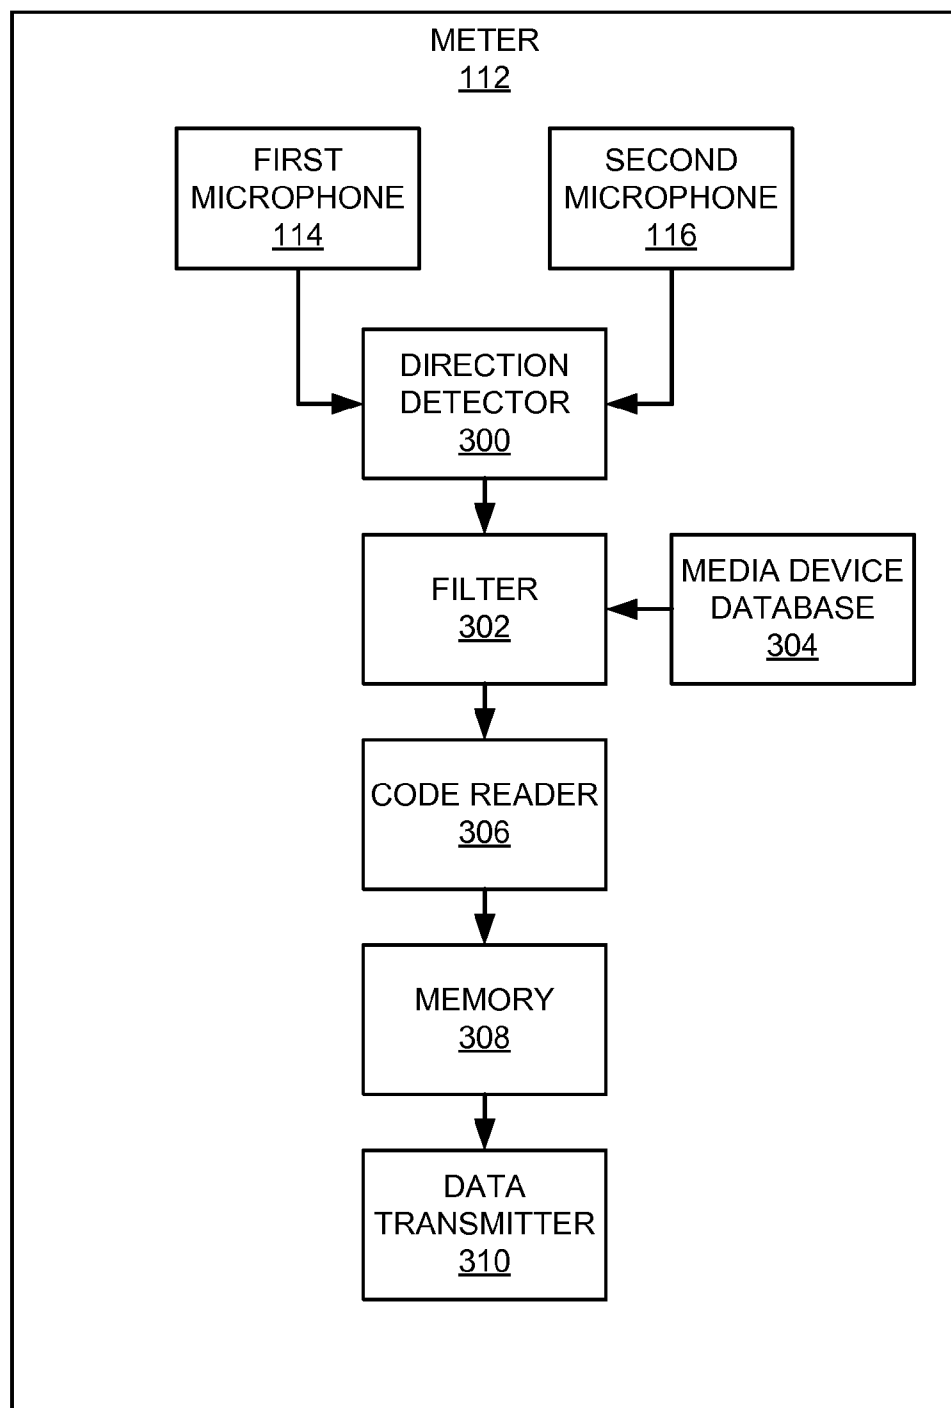 METER
112
FIRST
MICROPHONE
114
SECOND
MICROPHONE
116
DIRECTION
DETECTOR
300
FILTER
302
MEDIA DEVICE
DATABASE
304
CODE READER
306
MEMORY
308
DATA
TRANSMITTER
310